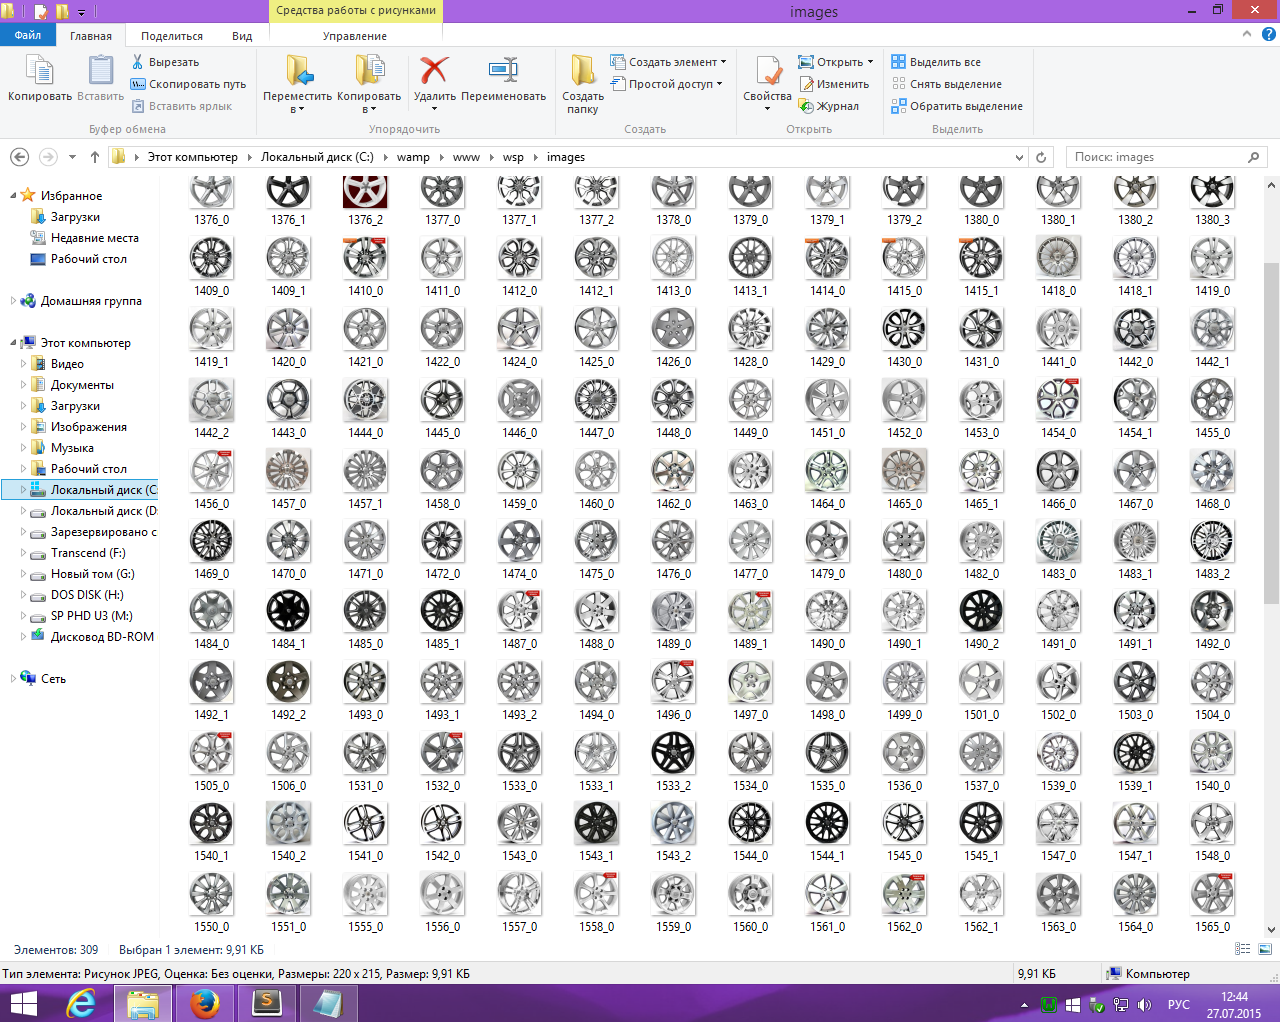 Средства работы с рисунками
images
Файл
Главная
Поделиться
Вид
Управление
Копировать
Вставить
Вырезать
Скопировать путь
Вставить ярлык
Буфер обмена
Переместить в
Копировать в
Удалить
Переименовать
Упорядочить
Создать папку
Создать элемент
Простой доступ
Создать
Свойства
Открыть
Изменить
Журнал
Открыть
Выделить все
Снять выделение
Обратить выделение
Выделить
Этот компьютер
Локальный диск (C:)
wamp
www
wsp
images
Поиск: images
Избранное
Загрузки
Недавние места
Рабочий стол
Домашняя группа
Этот компьютер
Видео
Документы
Загрузки
Изображения
Музыка
Рабочий стол
Локальный диск (C:
Локальный диск (D:
Зарезервировано с
Transcend (F:)
Новый том (G:)
DOS DISK (H:)
SP PHD U3 (M:)
Дисковод BD-ROM
Сеть
1376_0 1376_1 1376_2 1377_0 1377_1 1377_2 1378_0 1379_0 1379_1 1379_2 1380_0 1380_1 1380_2 1380_3
1409_0 1409_1 1410_0 1411_0 1412_0 1412_1 1413_0 1413_1 1414_0 1415_0 1415_1 1418_0 1418_1 1419_0
1419_1 1420_0 1421_0 1422_0 1424_0 1425_0 1426_0 1428_0 1429_0 1430_0 1431_0 1441_0 1442_0 1442_1
1442_2 1443_0 1444_0 1445_0 1446_0 1447_0 1448_0 1449_0 1451_0 1452_0 1453_0 1454_0 1454_1 1455_0
1456_0 1457_0 1457_1 1458_0 1459_0 1460_0 1462_0 1463_0 1464_0 1465_0 1465_1 1466_0 1467_0 1468_0
1469_0 1470_0 1471_0 1472_0 1474_0 1475_0 1476_0 1477_0 1479_0 1480_0 1482_0 1483_0 1483_1 1483_2
1484_0 1484_1 1485_0 1485_1 1487_0 1488_0 1489_0 1489_1 1490_0 1490_1 1490_2 1491_0 1491_1 1492_0
1492_1 1492_2 1493_0 1493_1 1493_2 1494_0 1496_0 1497_0 1498_0 1499_0 1501_0 1502_0 1503_0 1504_0
1505_0 1506_0 1531_0 1532_0 1533_0 1533_1 1533_2 1534_0 1535_0 1536_0 1537_0 1539_0 1539_1 1540_0
1540_1 1540_2 1541_0 1542_0 1543_0 1543_1 1543_2 1544_0 1544_1 1545_0 1545_1 1547_0 1547_1 1548_0
1550_0 1551_0 1555_0 1556_0 1557_0 1558_0 1559_0 1560_0 1561_0 1562_0 1562_1 1563_0 1564_0 1565_0
Элементов: 309
Выбран 1 элемент: 9,91 КБ
Тип элемента: Рисунок JPEG, Оценка: Без оценки, Размеры: 220 x 215, Размер: 9,91 КБ
9,91 КБ
Компьютер
РУС
12:44
27.07.2015